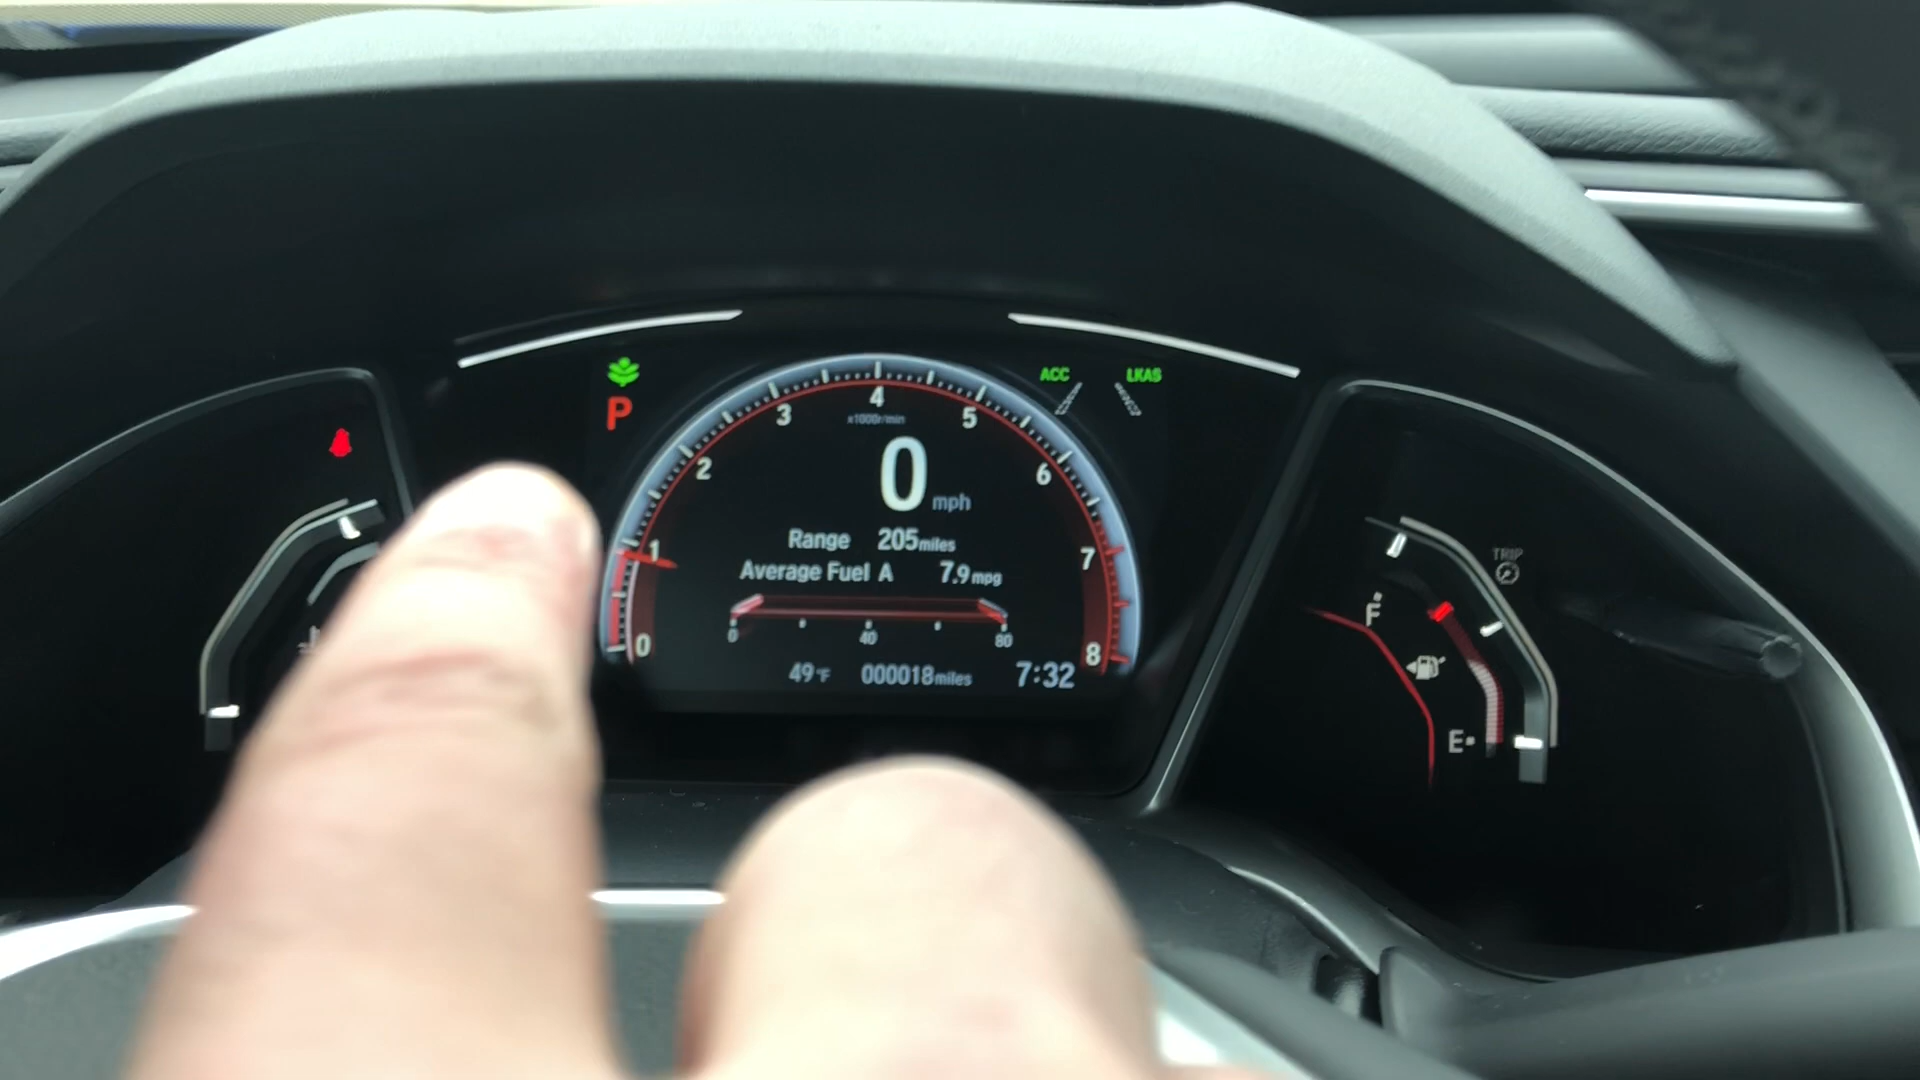 P
ACC
LKAS
0 1 2 3 4 5 6 7 8
x1000r/min
0 mph
Range 205miles
Average Fuel A 7.9mpg
0 40 80
49°F 000018miles 7:32
TRIP
F
E